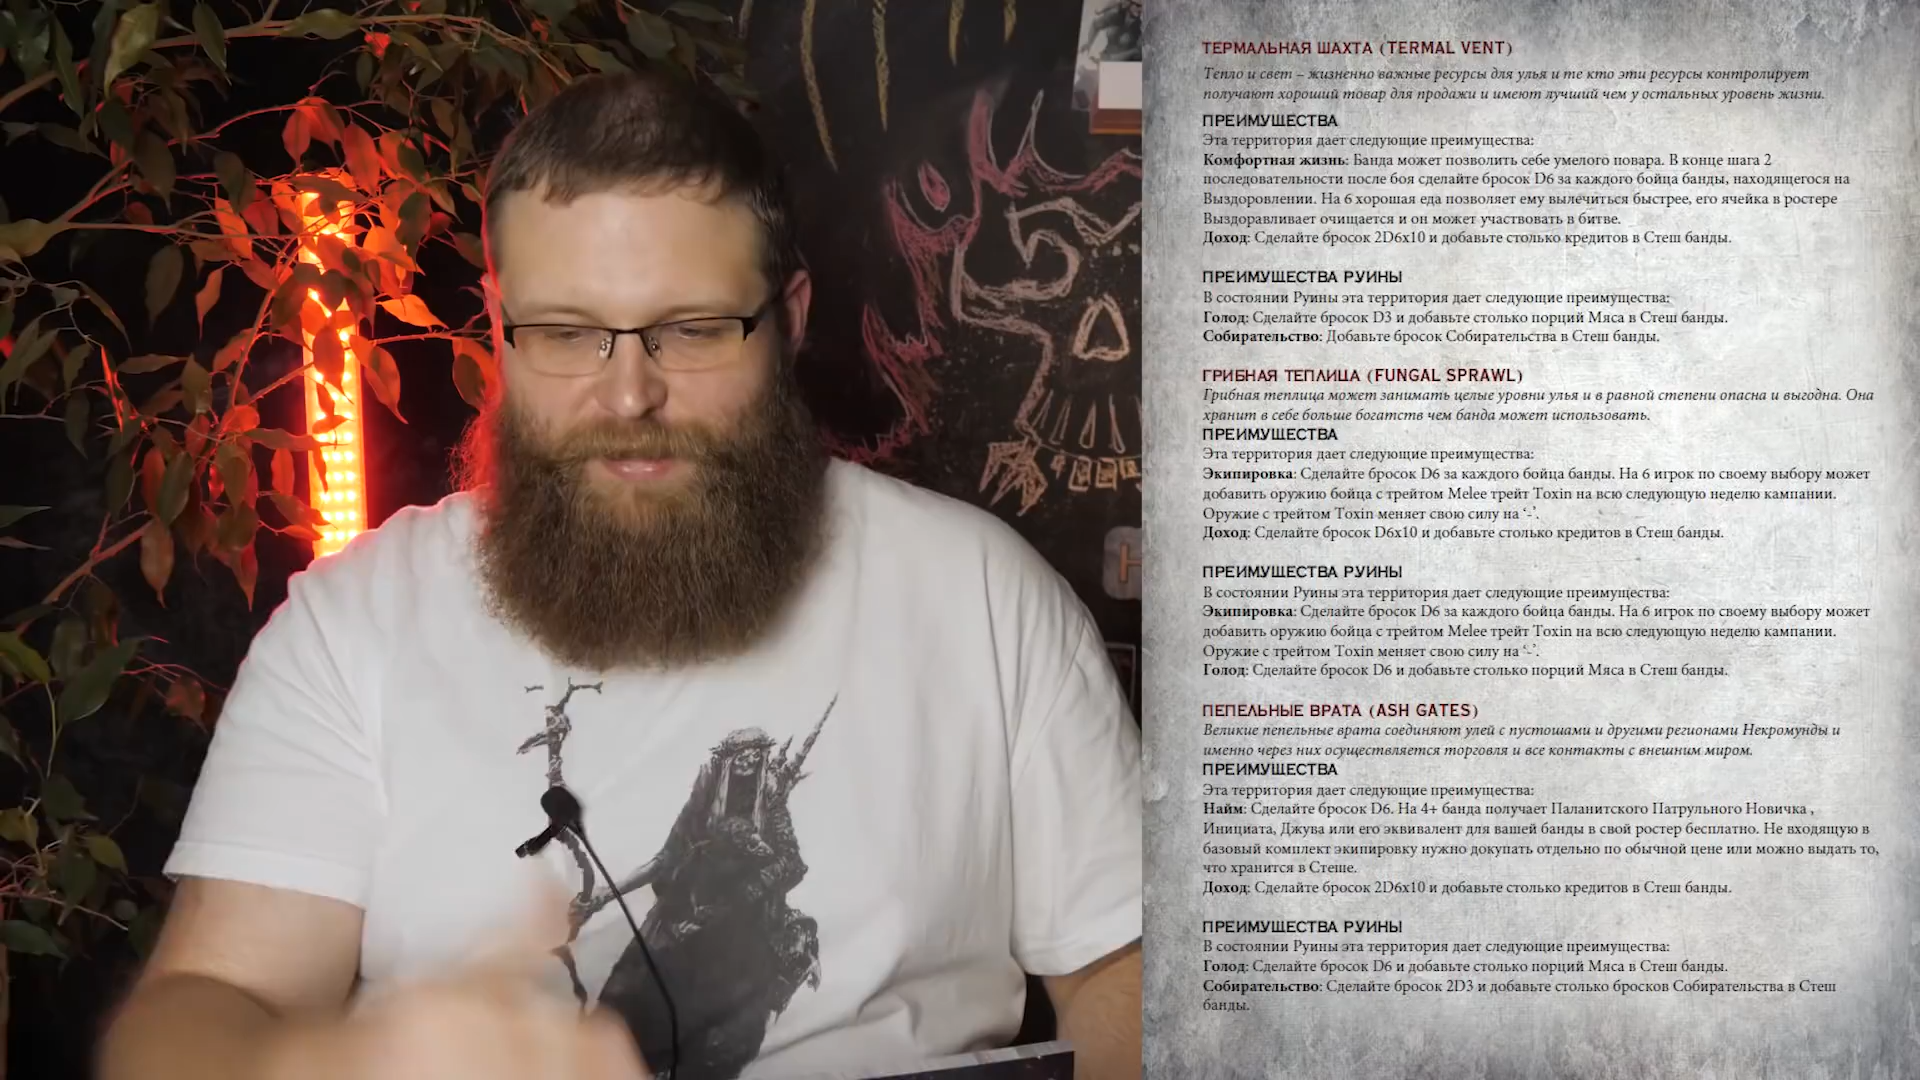 ТЕРМАЛЬНАЯ ШАХТА (TERMAL VENT)
Тепло и свет – жизненно важные ресурсы для улья и те кто эти ресурсы контролирует
получают хороший товар для продажи и имеют лучший чем у остальных уровень жизни.
ПРЕИМУЩЕСТВА
Эта территория дает следующие преимущества:
Комфортная жизнь: Банда может позволить себе умелого повара. В конце шага 2
последовательности после боя сделайте бросок D6 за каждого бойца банды, находящегося на
Выздоровлении. На 6 хорошая еда позволяет ему вылечиться быстрее, его ячейка в ростере
Выздоравливает очищается и он может участвовать в битве.
Доход: Сделайте бросок 2D6x10 и добавьте столько кредитов в Стеш банды.
ПРЕИМУЩЕСТВА РУИНЫ
В состоянии Руины эта территория дает следующие преимущества:
Голод: Сделайте бросок D3 и добавьте столько порций Мяса в Стеш банды.
Собирательство: Добавьте бросок Собирательства в Стеш банды.
ГРИБНАЯ ТЕПЛИЦА (FUNGAL SPRAWL)
Грибная теплица может занимать целые уровни улья и в равной степени опасна и выгодна. Она
хранит в себе больше богатств чем банда может использовать.
ПРЕИМУЩЕСТВА
Эта территория дает следующие преимущества:
Экипировка: Сделайте бросок D6 за каждого бойца банды. На 6 игрок по своему выбору может
добавить оружию бойца с трейтом Melee трейт Toxin на всю следующую неделю кампании.
Оружие с трейтом Toxin меняет свою силу на ‘-’.
Доход: Сделайте бросок D6x10 и добавьте столько кредитов в Стеш банды.
ПРЕИМУЩЕСТВА РУИНЫ
В состоянии Руины эта территория дает следующие преимущества:
Экипировка: Сделайте бросок D6 за каждого бойца банды. На 6 игрок по своему выбору может
добавить оружию бойца с трейтом Melee трейт Toxin на всю следующую неделю кампании.
Оружие с трейтом Toxin меняет свою силу на ‘-’.
Голод: Сделайте бросок D6 и добавьте столько порций Мяса в Стеш банды.
ПЕПЕЛЬНЫЕ ВРАТА (ASH GATES)
Великие пепельные врата соединяют улей с пустошами и другими регионами Некромунды и
именно через них осуществляется торговля и все контакты с внешним миром.
ПРЕИМУЩЕСТВА
Эта территория дает следующие преимущества:
Найм: Сделайте бросок D6. На 4+ банда получает Паланитского Патрульного Новичка ,
Инициата, Джува или его эквивалент для вашей банды в свой ростер бесплатно. Не входящую в
базовый комплект экипировку нужно докупать отдельно по обычной цене или можно выдать то,
что хранится в Стеше.
Доход: Сделайте бросок 2D6x10 и добавьте столько кредитов в Стеш банды.
ПРЕИМУЩЕСТВА РУИНЫ
В состоянии Руины эта территория дает следующие преимущества:
Голод: Сделайте бросок D6 и добавьте столько порций Мяса в Стеш банды.
Собирательство: Сделайте бросок 2D3 и добавьте столько бросков Собирательства в Стеш
банды.